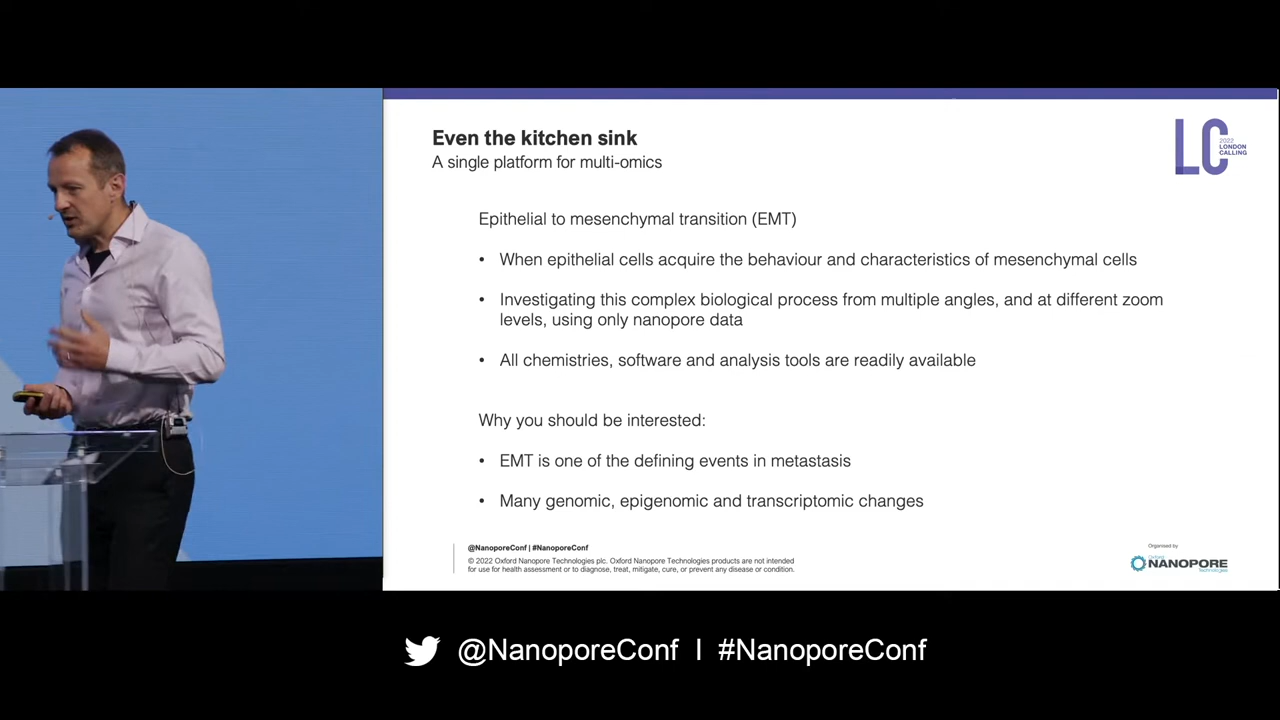 Even the kitchen sink
A single platform for multi-omics
LC
2022
LONDON
CALLING
Epithelial to mesenchymal transition (EMT)
• When epithelial cells acquire the behaviour and characteristics of mesenchymal cells
• Investigating this complex biological process from multiple angles, and at different zoom
levels, using only nanopore data
• All chemistries, software and analysis tools are readily available
Why you should be interested:
• EMT is one of the defining events in metastasis
• Many genomic, epigenomic and transcriptomic changes
@NanoporeConf | #NanoporeConf
© 2022 Oxford Nanopore Technologies plc. Oxford Nanopore Technologies products are not intended
for use for health assessment or to diagnose, treat, mitigate, cure, or prevent any disease or condition.
Organised by
Oxford
NANOPORE
Technologies
@NanoporeConf | #NanoporeConf